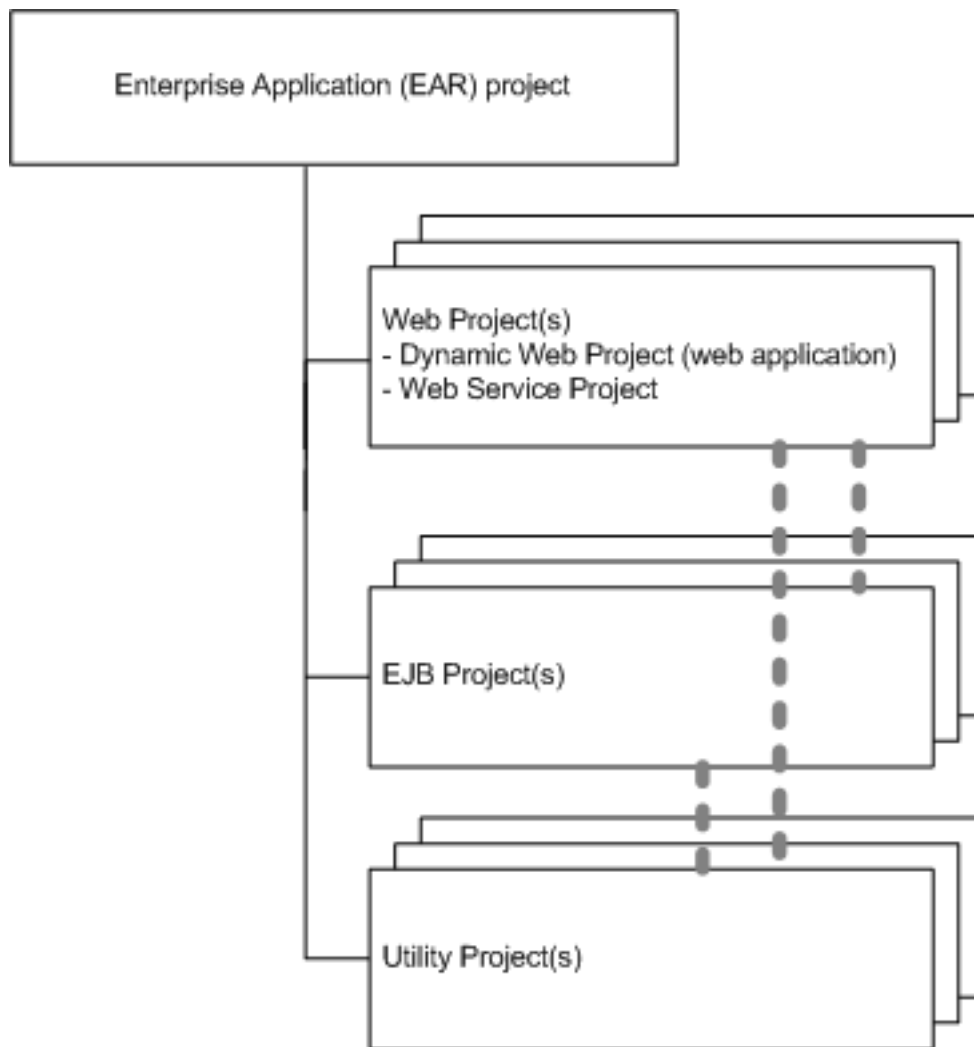 Enterprise Application (EAR) project
Web Project(s)
- Dynamic Web Project (web application)
- Web Service Project
EJB Project(s)
Utility Project(s)